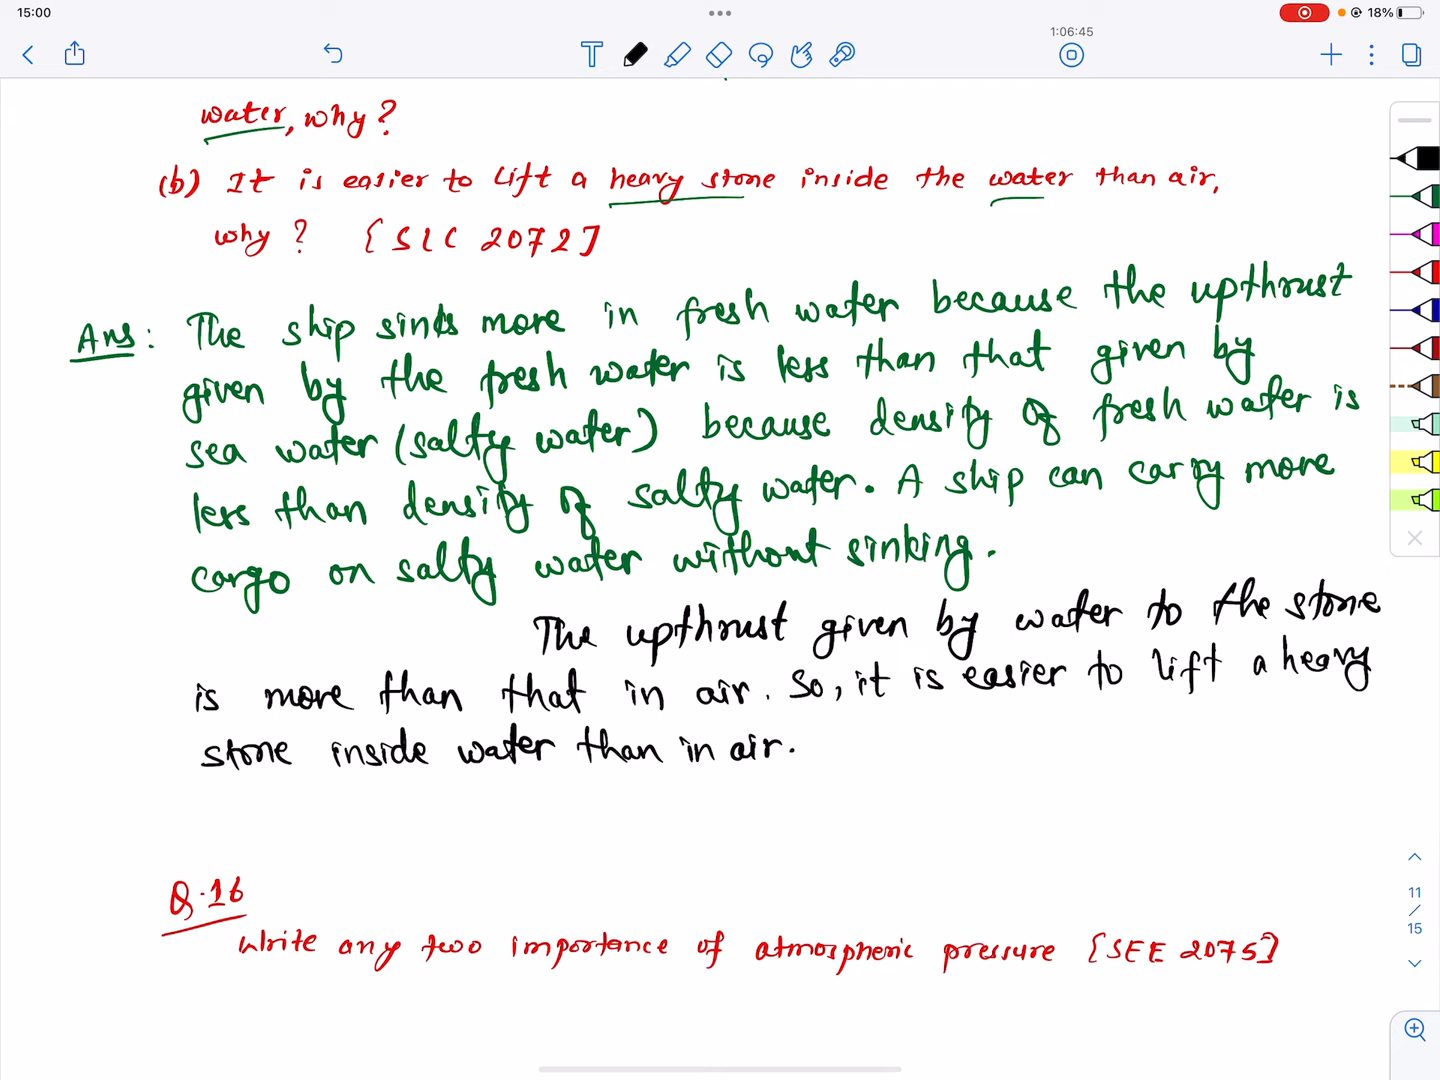 15:00
18%
1:06:45
water, why?
(b) It is easier to lift a heavy stone inside the water than air,
why? [SLC 2072]
Ans: The ship sinks more in fresh water because the upthrust
given by the fresh water is less than that given by
sea water (salty water) because density of fresh water is
less than density of salty water. A ship can carry more
cargo on salty water without sinking.
The upthrust given by water to the stone
is more than that in air. So, it is easier to lift a heavy
stone inside water than in air.
Q.16
Write any two importance of atmospheric pressure [SEE 2075]
11
/
15